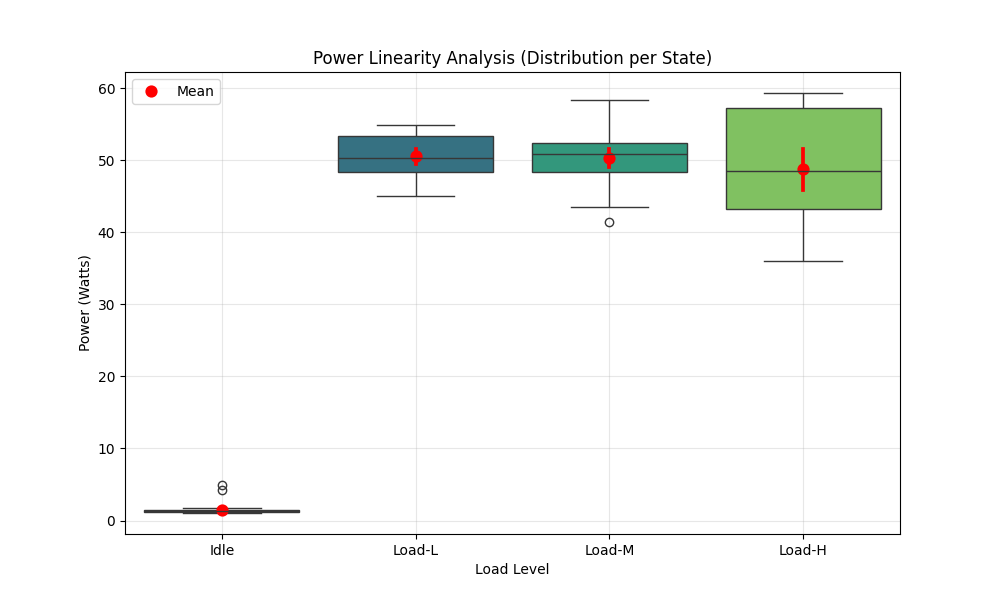 Power Linearity Analysis (Distribution per State)
Mean
60
50
40
30
20
10
0
Power (Watts)
Idle
Load-L
Load-M
Load-H
Load Level